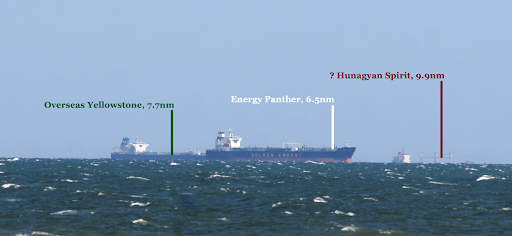 ? Hunagyan Spirit, 9.9nm
Energy Panther, 6.5nm
Overseas Yellowstone, 7.7nm